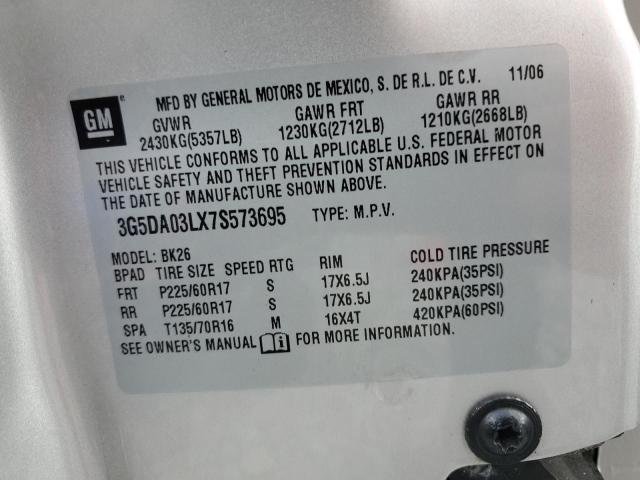 GM
MFD BY GENERAL MOTORS DE MEXICO, S. DE R.L. DE C.V. 11/06
GVWR GAWR FRT GAWR RR
2430KG(5357LB) 1230KG(2712LB) 1210KG(2668LB)
THIS VEHICLE CONFORMS TO ALL APPLICABLE U.S. FEDERAL MOTOR
VEHICLE SAFETY AND THEFT PREVENTION STANDARDS IN EFFECT ON
THE DATE OF MANUFACTURE SHOWN ABOVE.
3G5DA03LX7S573695 TYPE: M.P.V.
MODEL: BK26
BPAD TIRE SIZE SPEED RTG RIM COLD TIRE PRESSURE
FRT P225/60R17 S 17X6.5J 240KPA(35PSI)
RR P225/60R17 S 17X6.5J 240KPA(35PSI)
SPA T135/70R16 M 16X4T 420KPA(60PSI)
SEE OWNER'S MANUAL FOR MORE INFORMATION.